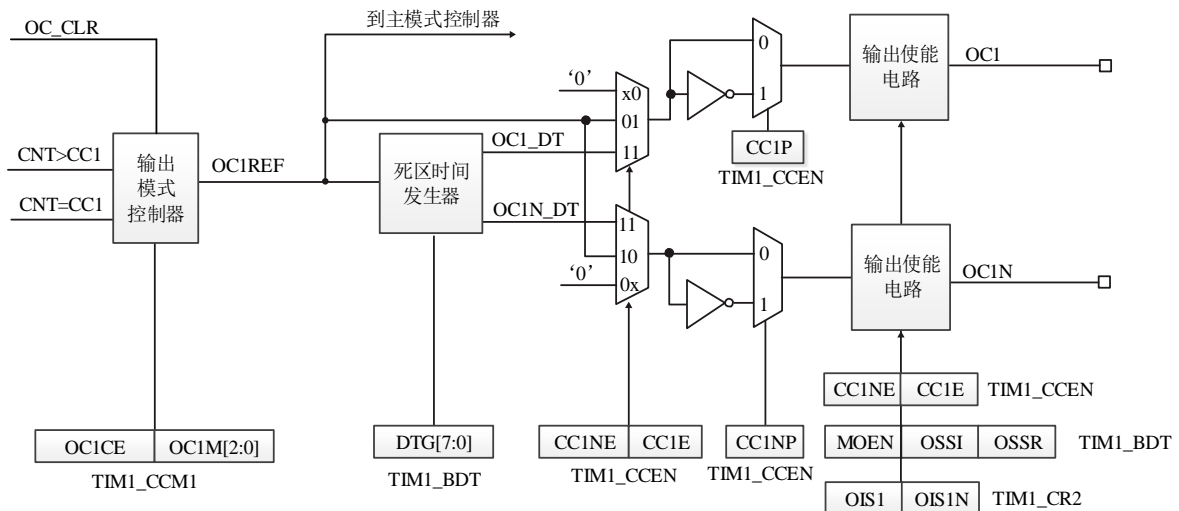 到主模式控制器
OC_CLR
CNT>CC1
CNT=CC1
输出
模式
控制器
OC1REF
死区时间
发生器
OC1_DT
OC1N_DT
‘0’
x0
01
11
11
10
‘0’
0x
0
1
CC1P
TIM1_CCEN
0
1
输出使能
电路
OC1
输出使能
电路
OC1N
CC1NE CC1E TIM1_CCEN
MOEN OSSI OSSR TIM1_BDT
OIS1 OIS1N TIM1_CR2
OC1CE OC1M[2:0]
TIM1_CCM1
DTG[7:0]
TIM1_BDT
CC1NE CC1E
TIM1_CCEN
CC1NP
TIM1_CCEN